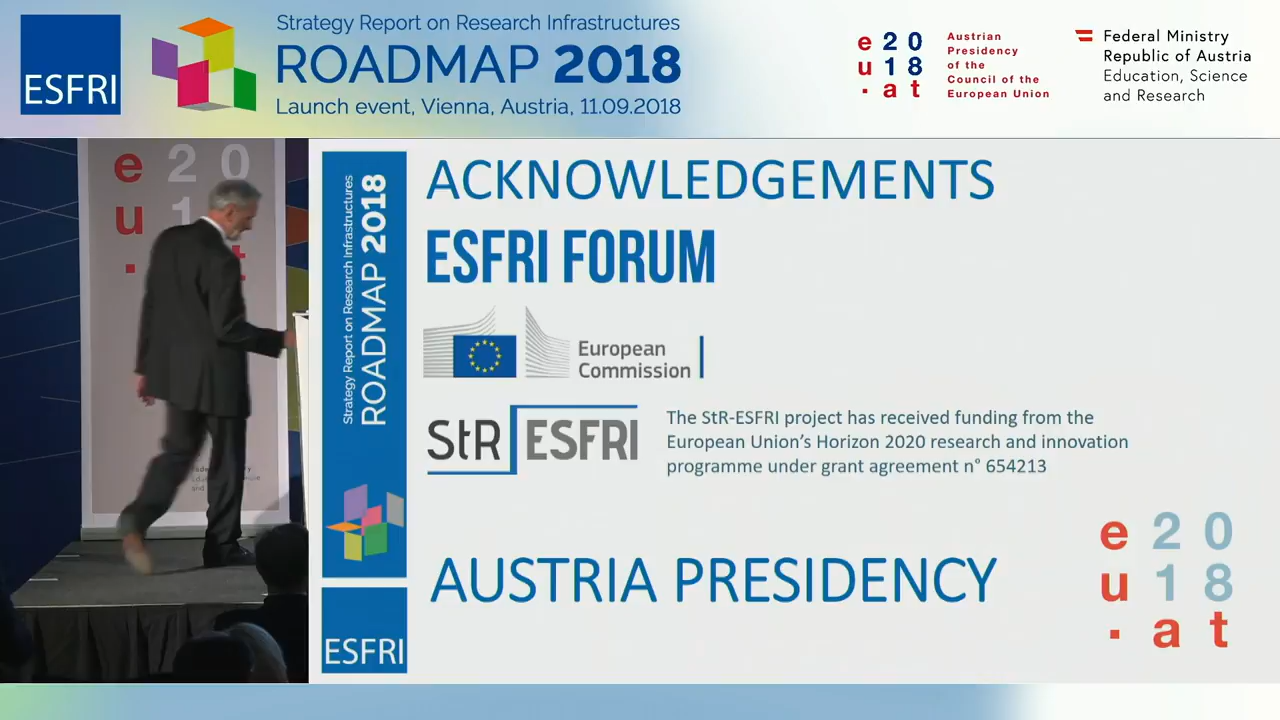 ESFRI
Strategy Report on Research Infrastructures
ROADMAP 2018
Launch event, Vienna, Austria, 11.09.2018
e 2 0
u 1 8
. a t
Austrian
Presidency
of the
Council of the
European Union
Federal Ministry
Republic of Austria
Education, Science
and Research
e 2 0
u 1
. t
Strategy Report on Research Infrastructures
ROADMAP 2018
ESFRI
ACKNOWLEDGEMENTS
ESFRI FORUM
European
Commission
StR ESFRI
The StR-ESFRI project has received funding from the
European Union's Horizon 2020 research and innovation
programme under grant agreement n° 654213
AUSTRIA PRESIDENCY
e 2 0
u 1 8
. a t